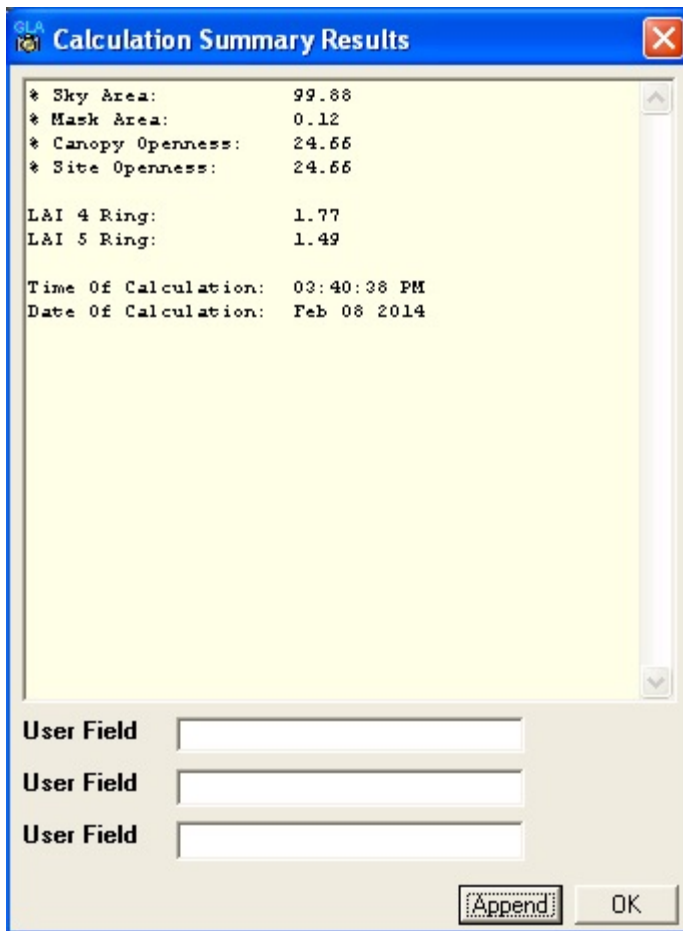 GLA Calculation Summary Results
% Sky Area: 99.88
% Mask Area: 0.12
% Canopy Openness: 24.66
% Site Openness: 24.66
LAI 4 Ring: 1.77
LAI 5 Ring: 1.49
Time Of Calculation: 03:40:38 PM
Date Of Calculation: Feb 08 2014
User Field
User Field
User Field
Append OK